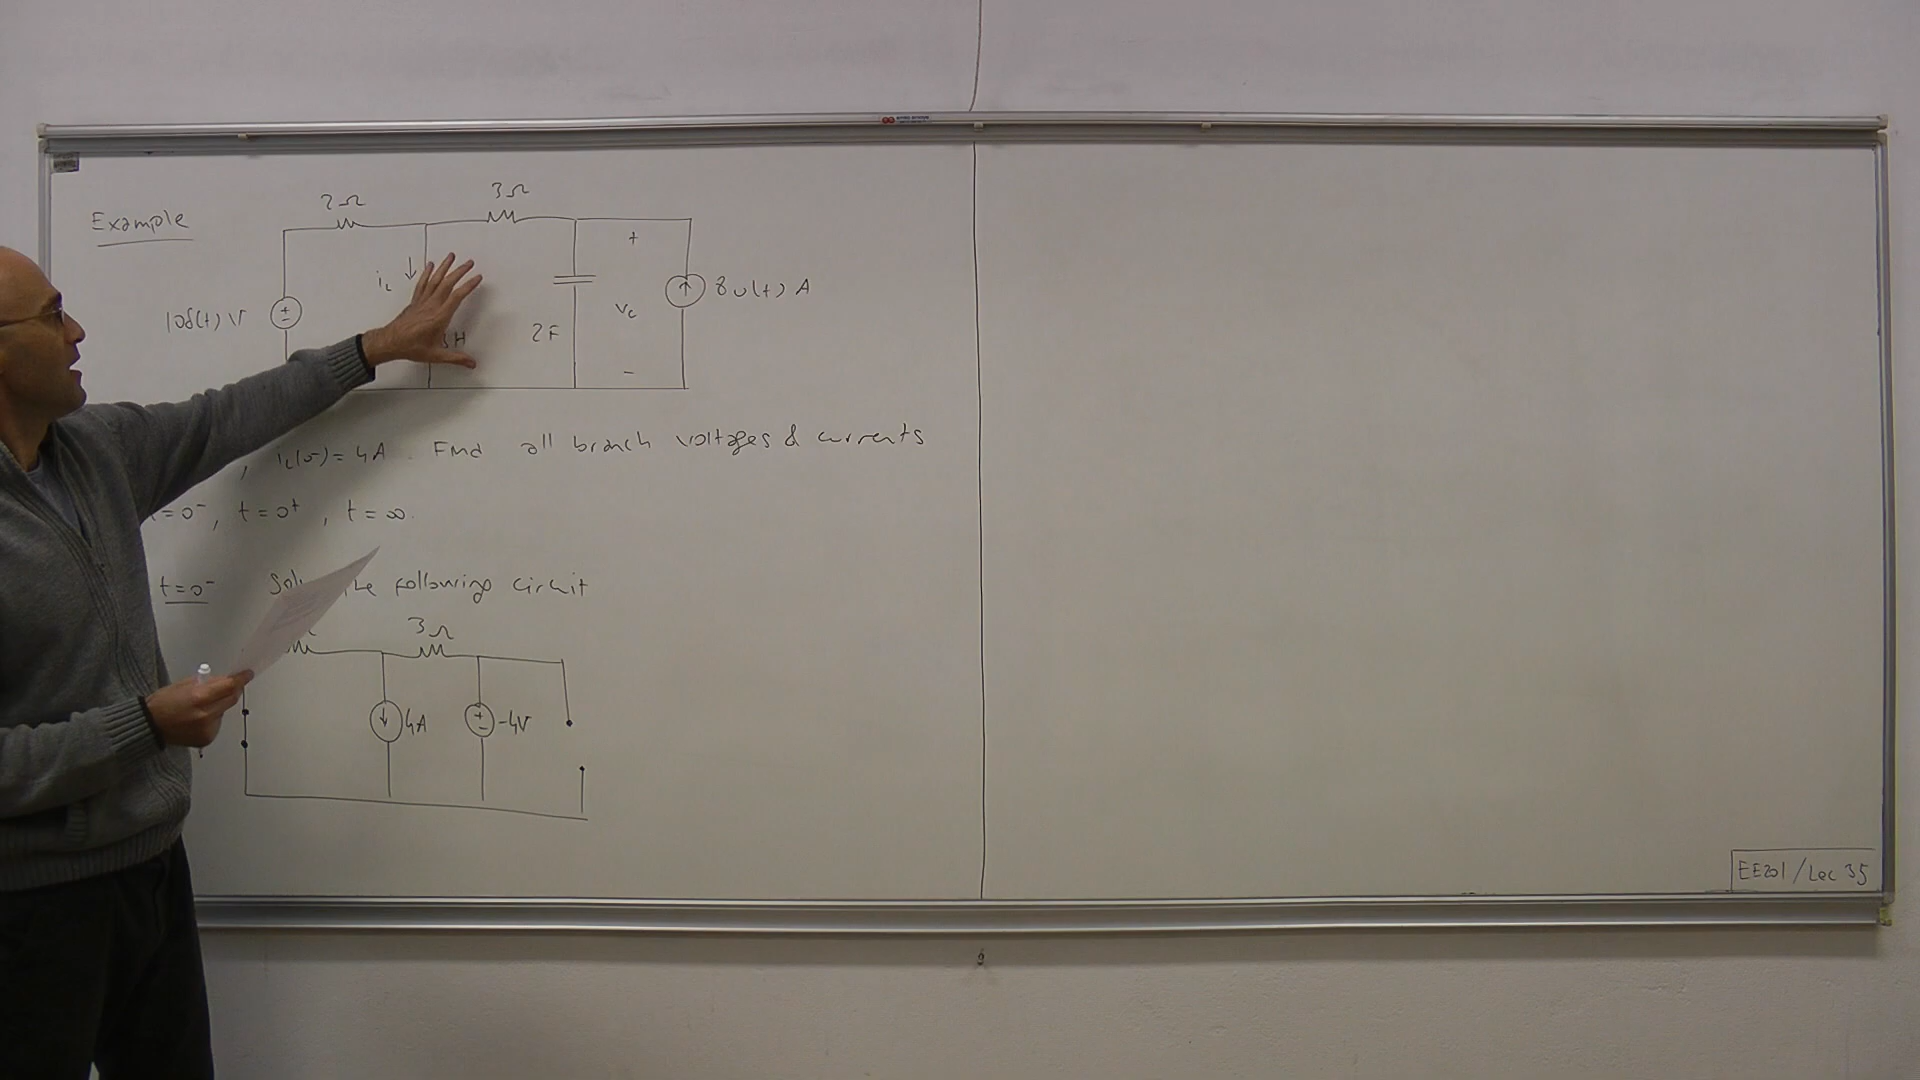 Example
2Ω
3Ω
iL
10δ(t) V
3H
2F
+
vc
-
8u(t) A
, iL(0-) = 4A. Find all branch voltages & currents
t=0-, t=0+, t=∞.
t=0- following circuit
3Ω
4A
-4V
EE201/Lec 35